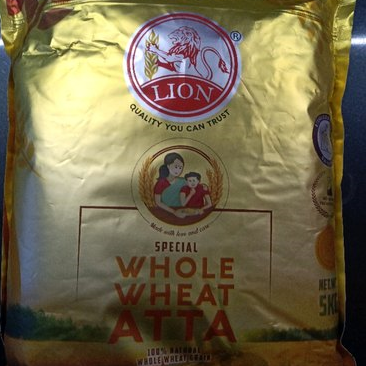 ®
LION
QUALITY YOU CAN TRUST
Made with love and care
SPECIAL
WHOLE
WHEAT
ATTA
100% NATURAL
WHOLE WHEAT GRAIN